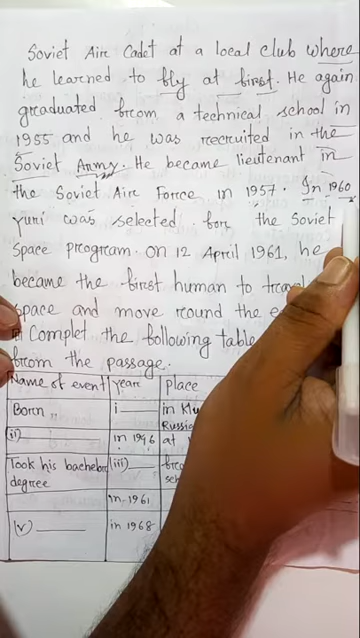 Soviet Air Cadet at a local club where
he learned to fly at first. He again
graduated from a technical school in
1955 and he was recruited in the
Soviet Army. He became lieutenant in
the Soviet Air Force in 1957. In 1960
Yuri was selected for the Soviet
space program. On 12 April 1961, he
became the first human to
space and move round the
Complet the following table
from the passage.
Name of event year place
Born i in
Russia
(ii) in 1946 at
Took his bachelor (iii)
degree
in 1961
(v) in 1968